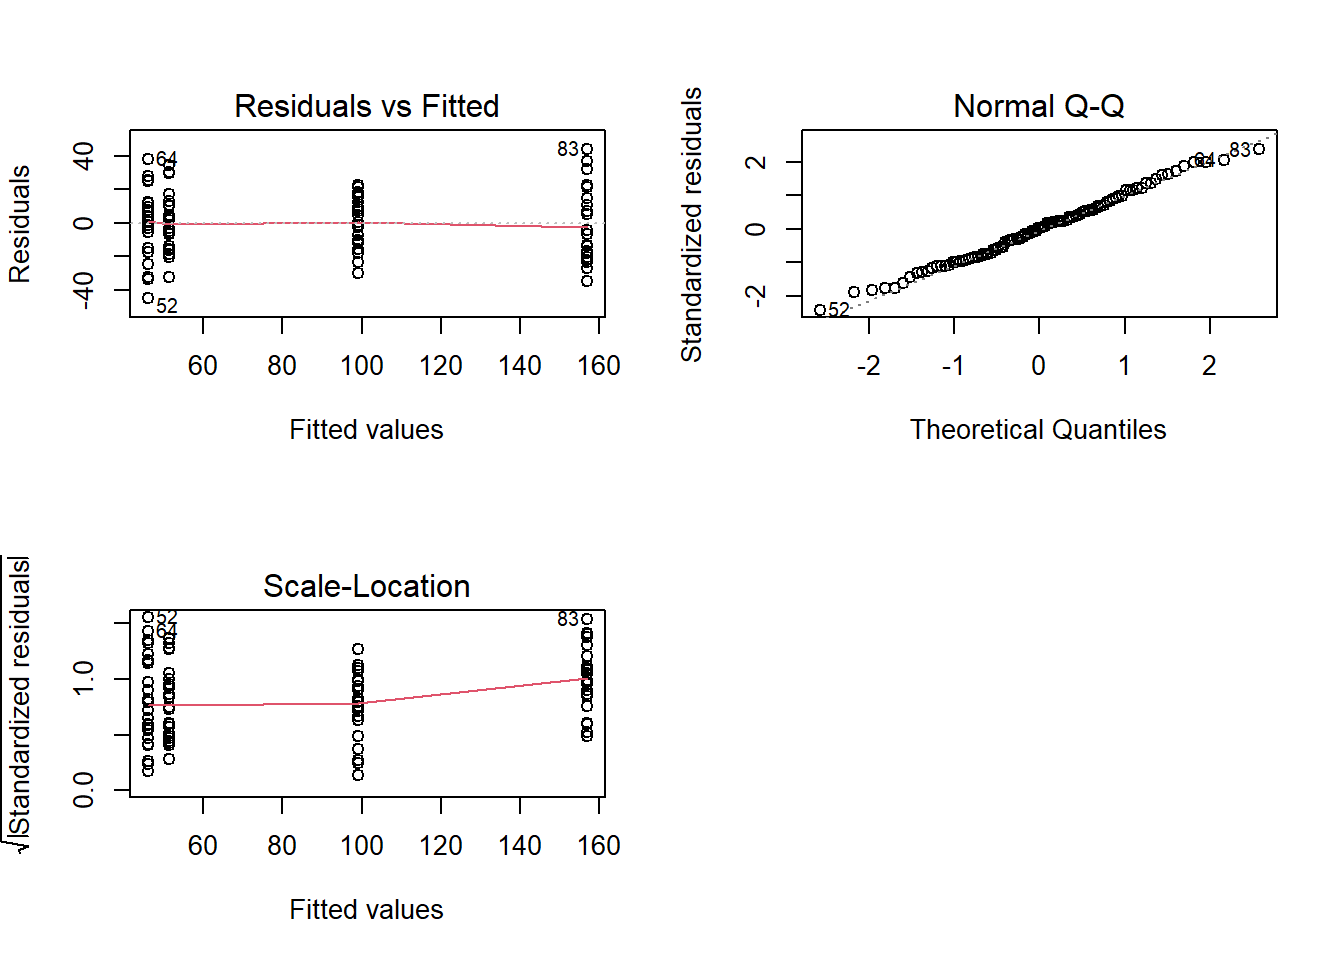 Residuals vs Fitted
Residuals
40
0
-40
64
83
52
60 80 100 120 140 160
Fitted values
Normal Q-Q
Standardized residuals
2
0
-2
64
83
52
-2 -1 0 1 2
Theoretical Quantiles
Scale-Location
√|Standardized residuals|
1.0
0.0
52
64
83
60 80 100 120 140 160
Fitted values